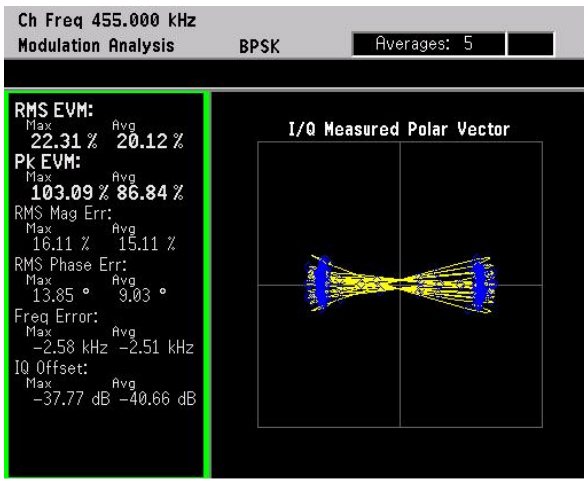 Ch Freq 455.000 kHz
Modulation Analysis BPSK Averages: 5
RMS EVM:
Max Avg
22.31 % 20.12 %
Pk EVM:
Max Avg
103.09 % 86.84 %
RMS Mag Err:
Max Avg
16.11 % 15.11 %
RMS Phase Err:
Max Avg
13.85 ° 9.03 °
Freq Error:
Max Avg
-2.58 kHz -2.51 kHz
IQ Offset:
Max Avg
-37.77 dB -40.66 dB
I/Q Measured Polar Vector